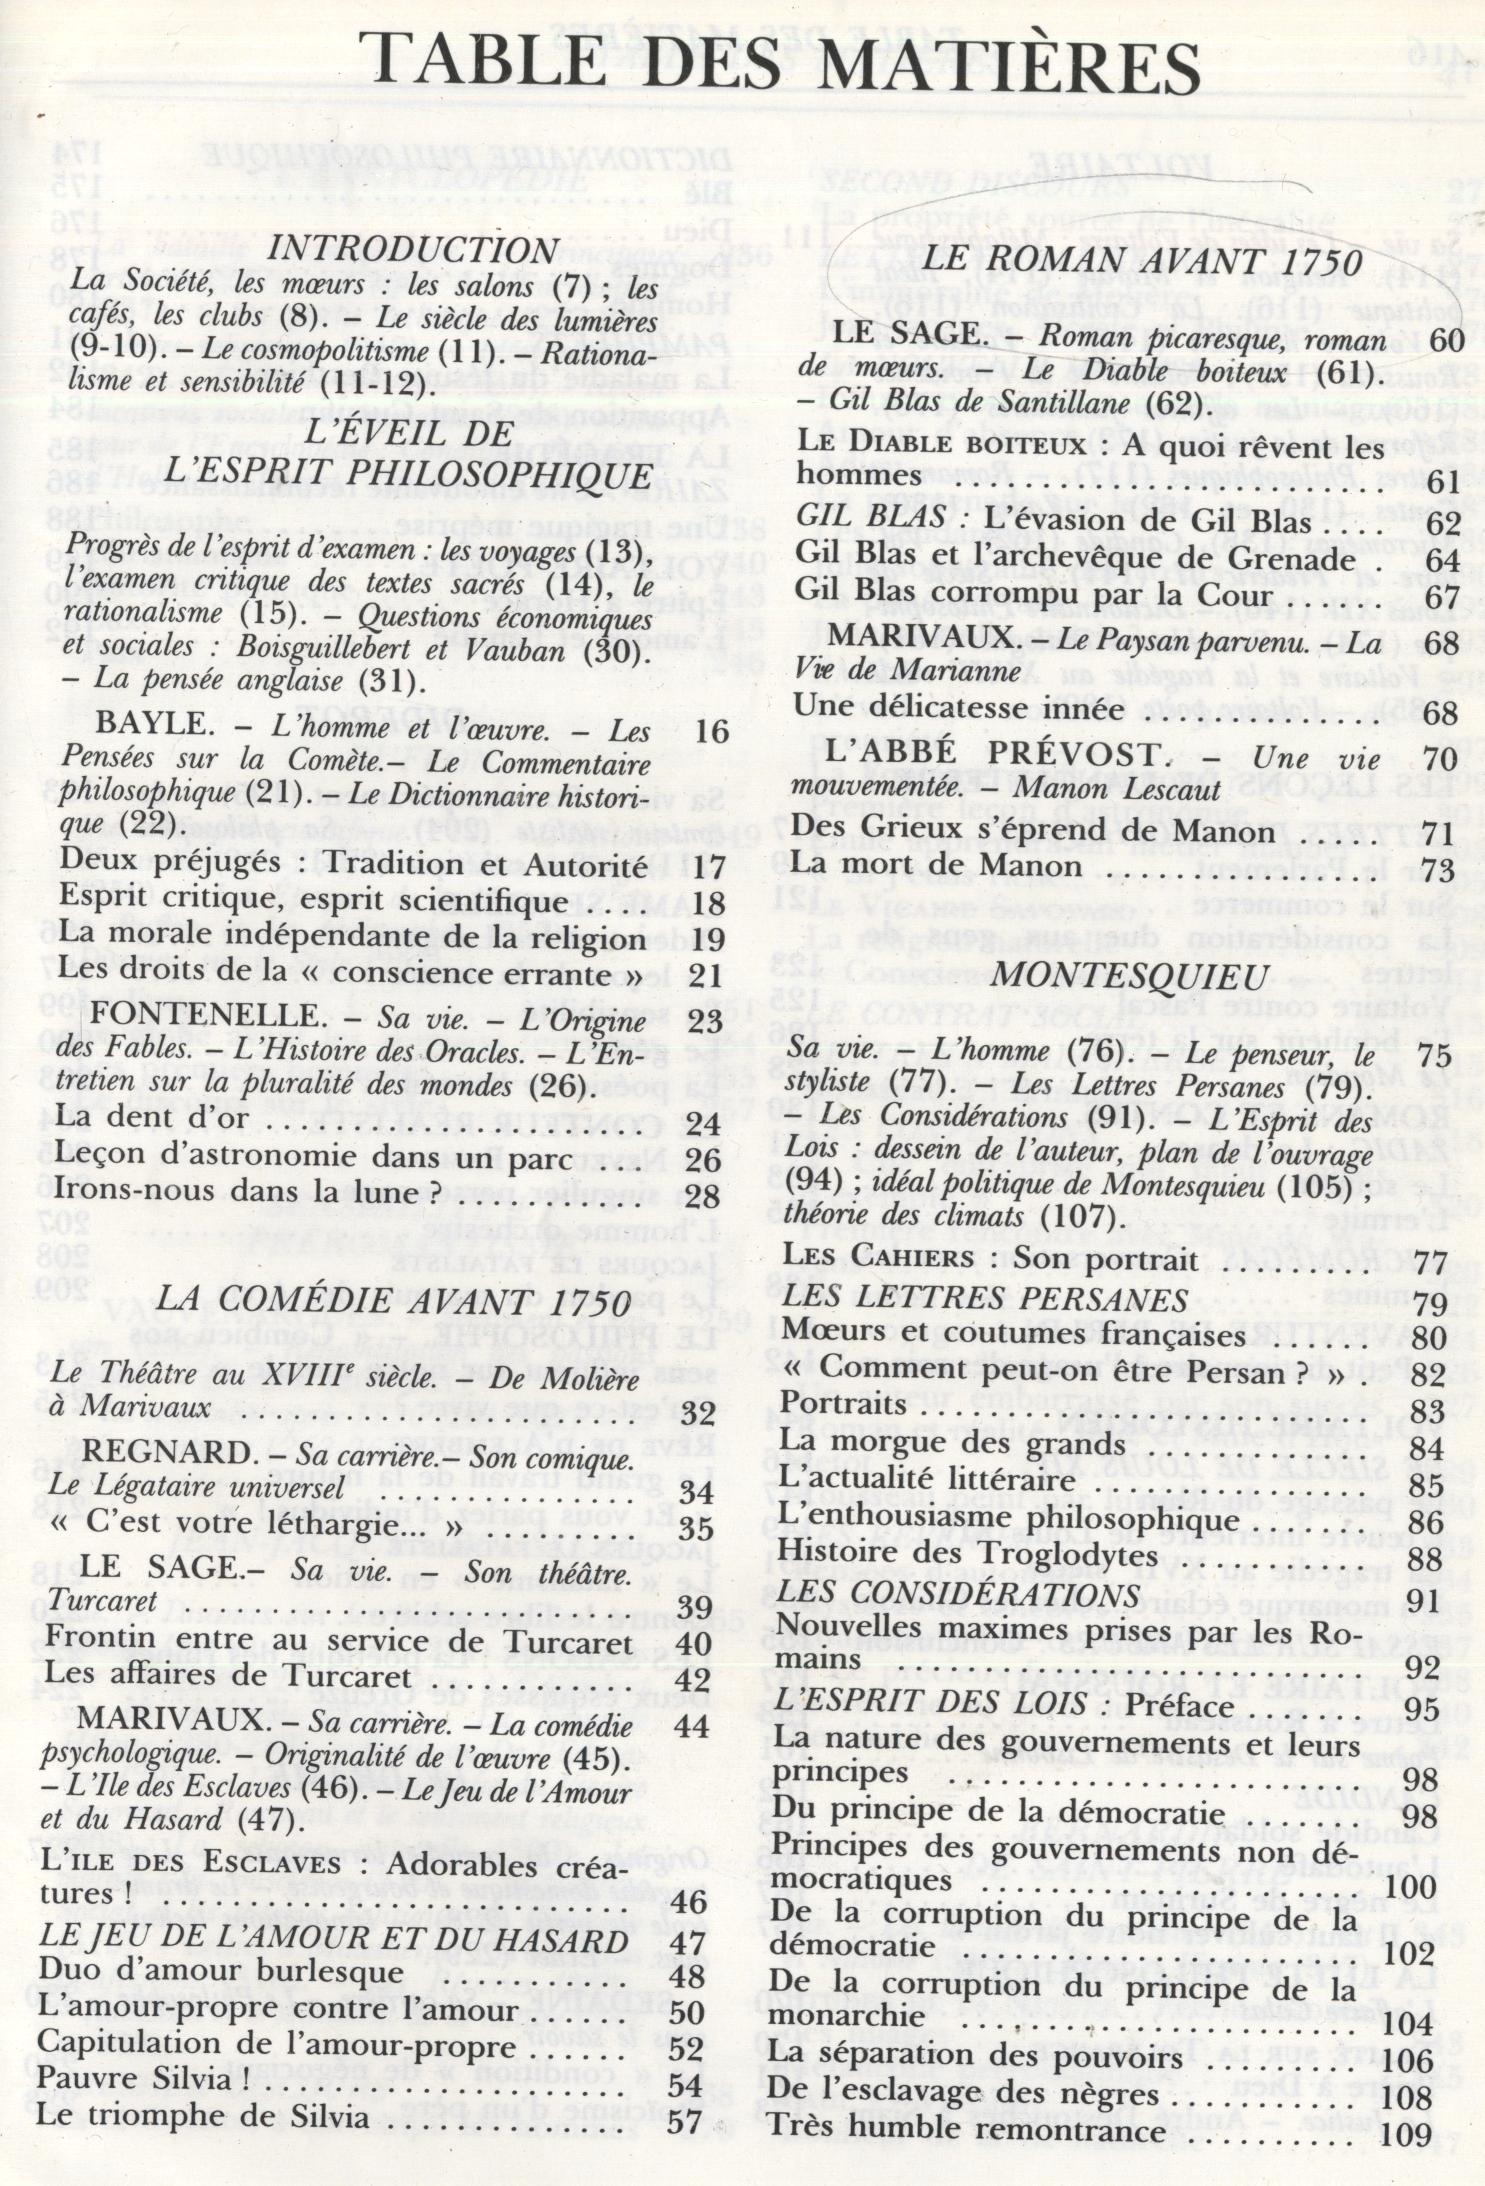 TABLE DES MATIÈRES
INTRODUCTION
La Société, les mœurs : les salons (7) ; les
cafés, les clubs (8). – Le siècle des lumières
(9-10). – Le cosmopolitisme (11). – Rationa-
lisme et sensibilité (11-12).
L'ÉVEIL DE
L'ESPRIT PHILOSOPHIQUE
Progrès de l'esprit d'examen : les voyages (13),
l'examen critique des textes sacrés (14), le
rationalisme (15). – Questions économiques
et sociales : Boisguillebert et Vauban (30).
– La pensée anglaise (31).
BAYLE. – L'homme et l'œuvre. – Les 16
Pensées sur la Comète.– Le Commentaire
philosophique (21). – Le Dictionnaire histori-
que (22).
Deux préjugés : Tradition et Autorité 17
Esprit critique, esprit scientifique .... 18
La morale indépendante de la religion 19
Les droits de la « conscience errante » 21
FONTENELLE. – Sa vie. – L'Origine 23
des Fables. – L'Histoire des Oracles. – L'En-
tretien sur la pluralité des mondes (26).
La dent d'or ....................... 24
Leçon d'astronomie dans un parc ... 26
Irons-nous dans la lune ? ............ 28
LA COMÉDIE AVANT 1750
Le Théâtre au XVIIIe siècle. – De Molière
à Marivaux ........................ 32
REGNARD. – Sa carrière.– Son comique.
Le Légataire universel ................ 34
« C'est votre léthargie... » ......... 35
LE SAGE.– Sa vie. – Son théâtre.
Turcaret ........................... 39
Frontin entre au service de Turcaret 40
Les affaires de Turcaret ............ 42
MARIVAUX. – Sa carrière. – La comédie 44
psychologique. – Originalité de l'œuvre (45).
– L'Ile des Esclaves (46). – Le Jeu de l'Amour
et du Hasard (47).
L'ILE DES ESCLAVES : Adorables créa-
tures ! ............................ 46
LE JEU DE L'AMOUR ET DU HASARD 47
Duo d'amour burlesque ........... 48
L'amour-propre contre l'amour ...... 50
Capitulation de l'amour-propre ...... 52
Pauvre Silvia ! ...................... 54
Le triomphe de Silvia ............... 57
LE ROMAN AVANT 1750
LE SAGE. – Roman picaresque, roman 60
de mœurs. – Le Diable boiteux (61).
– Gil Blas de Santillane (62).
LE DIABLE BOITEUX : A quoi rêvent les
hommes .......................... 61
GIL BLAS : L'évasion de Gil Blas .... 62
Gil Blas et l'archevêque de Grenade . 64
Gil Blas corrompu par la Cour ...... 67
MARIVAUX. – Le Paysan parvenu. – La 68
Vie de Marianne
Une délicatesse innée .............. 68
L'ABBÉ PRÉVOST. – Une vie 70
mouvementée. – Manon Lescaut
Des Grieux s'éprend de Manon ..... 71
La mort de Manon ................ 73
MONTESQUIEU
Sa vie. – L'homme (76). – Le penseur, le 75
styliste (77). – Les Lettres Persanes (79).
– Les Considérations (91). – L'Esprit des
Lois : dessein de l'auteur, plan de l'ouvrage
(94) ; idéal politique de Montesquieu (105) ;
théorie des climats (107).
LES CAHIERS : Son portrait ......... 77
LES LETTRES PERSANES 79
Mœurs et coutumes françaises ...... 80
« Comment peut-on être Persan ? » . 82
Portraits ........................... 83
La morgue des grands ............. 84
L'actualité littéraire ................ 85
L'enthousiasme philosophique ....... 86
Histoire des Troglodytes ........... 88
LES CONSIDÉRATIONS 91
Nouvelles maximes prises par les Ro-
mains ............................ 92
L'ESPRIT DES LOIS : Préface ....... 95
La nature des gouvernements et leurs
principes ......................... 98
Du principe de la démocratie ....... 98
Principes des gouvernements non dé-
mocratiques ....................... 100
De la corruption du principe de la
démocratie ........................ 102
De la corruption du principe de la
monarchie ........................ 104
La séparation des pouvoirs ......... 106
De l'esclavage des nègres ........... 108
Très humble remontrance .......... 109